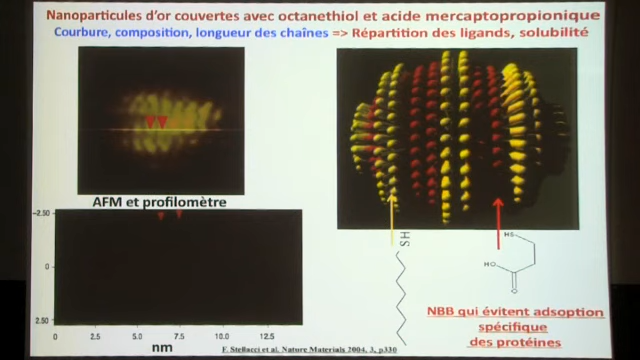 Nanoparticules d'or couvertes avec octanethiol et acide mercaptopropionique
Courbure, composition, longueur des chaînes => Répartition des ligands, solubilité
AFM et profilomètre
2.50
0
2.50
0 2.5 5.0 7.5 10.0 12.5
nm
F. Stellacci et al. Nature Materials 2004, 3, p330
HS
HS
HO
O
NBB qui évitent adsoption
spécifique
des protéines